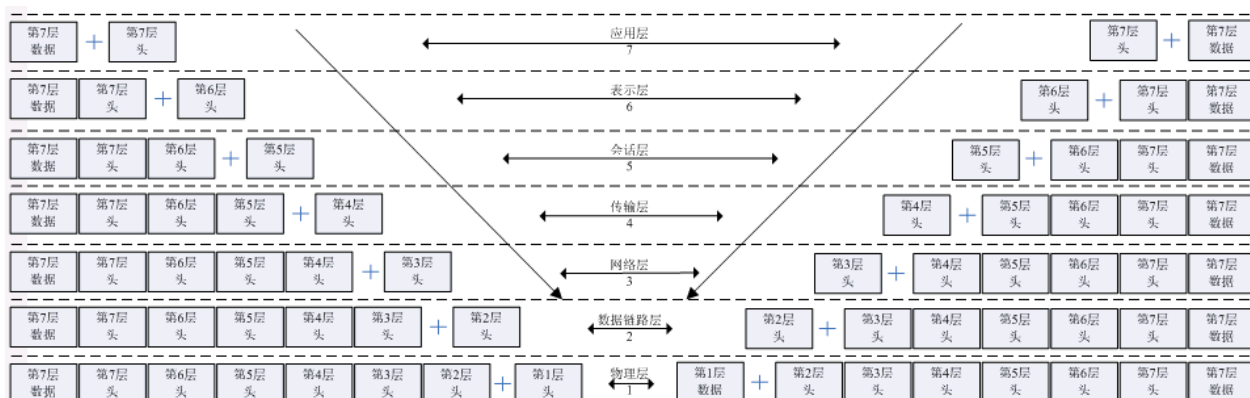 第7层 数据 + 第7层 头 应用层 7 第7层 头 + 第7层 数据
第7层 数据 第7层 头 + 第6层 头 表示层 6 第6层 头 + 第7层 头 第7层 数据
第7层 数据 第7层 头 第6层 头 + 第5层 头 会话层 5 第5层 头 + 第6层 头 第7层 头 第7层 数据
第7层 数据 第7层 头 第6层 头 第5层 头 + 第4层 头 传输层 4 第4层 头 + 第5层 头 第6层 头 第7层 头 第7层 数据
第7层 数据 第7层 头 第6层 头 第5层 头 第4层 头 + 第3层 头 网络层 3 第3层 头 + 第4层 头 第5层 头 第6层 头 第7层 头 第7层 数据
第7层 数据 第7层 头 第6层 头 第5层 头 第4层 头 第3层 头 + 第2层 头 数据链路层 2 第2层 头 + 第3层 头 第4层 头 第5层 头 第6层 头 第7层 头 第7层 数据
第7层 数据 第7层 头 第6层 头 第5层 头 第4层 头 第3层 头 第2层 头 + 第1层 头 物理层 1 第1层 数据 + 第2层 头 第3层 头 第4层 头 第5层 头 第6层 头 第7层 头 第7层 数据